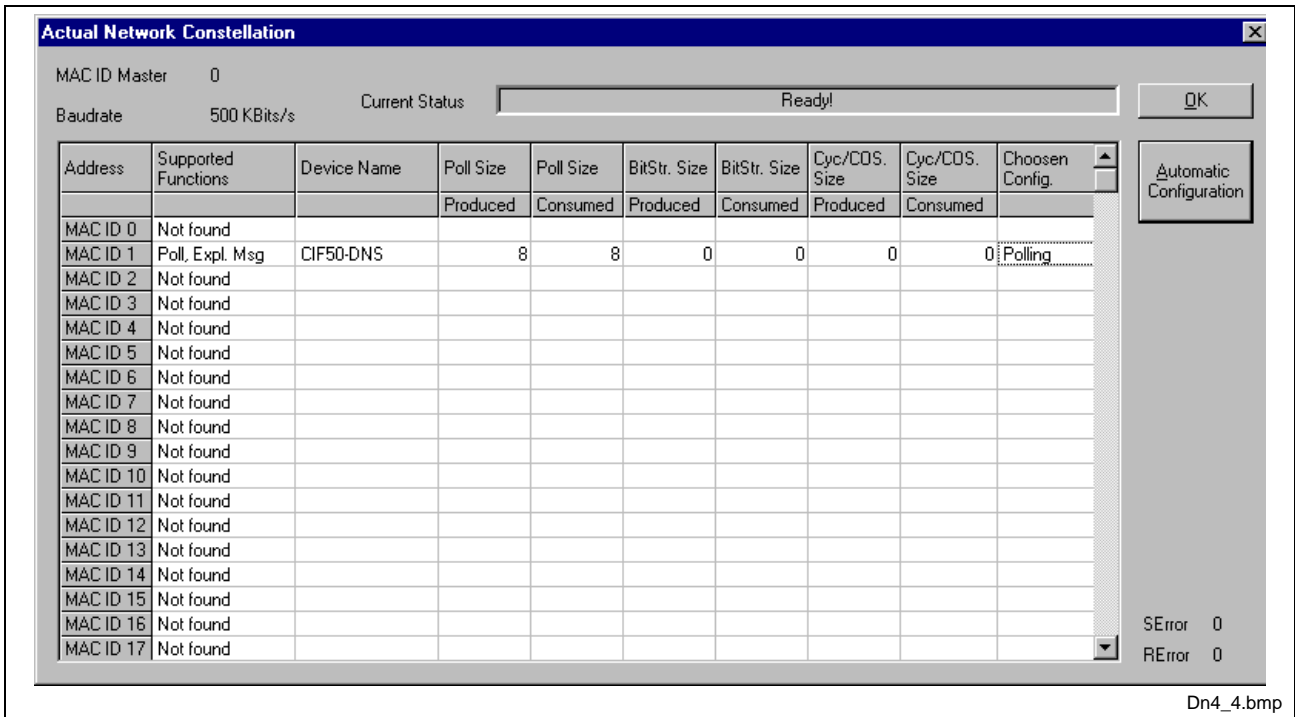 Actual Network Constellation
MAC ID Master 0
Current Status Ready! OK
Baudrate 500 KBits/s
Address Supported Functions Device Name Poll Size Poll Size BitStr. Size BitStr. Size Cyc/COS. Size Cyc/COS. Size Choosen Config. Automatic Configuration
Produced Consumed Produced Consumed Produced Consumed
MAC ID 0 Not found
MAC ID 1 Poll, Expl. Msg CIF50-DNS 8 8 0 0 0 0 Polling
MAC ID 2 Not found
MAC ID 3 Not found
MAC ID 4 Not found
MAC ID 5 Not found
MAC ID 6 Not found
MAC ID 7 Not found
MAC ID 8 Not found
MAC ID 9 Not found
MAC ID 10 Not found
MAC ID 11 Not found
MAC ID 12 Not found
MAC ID 13 Not found
MAC ID 14 Not found
MAC ID 15 Not found
MAC ID 16 Not found
SError 0
MAC ID 17 Not found
RError 0
Dn4_4.bmp